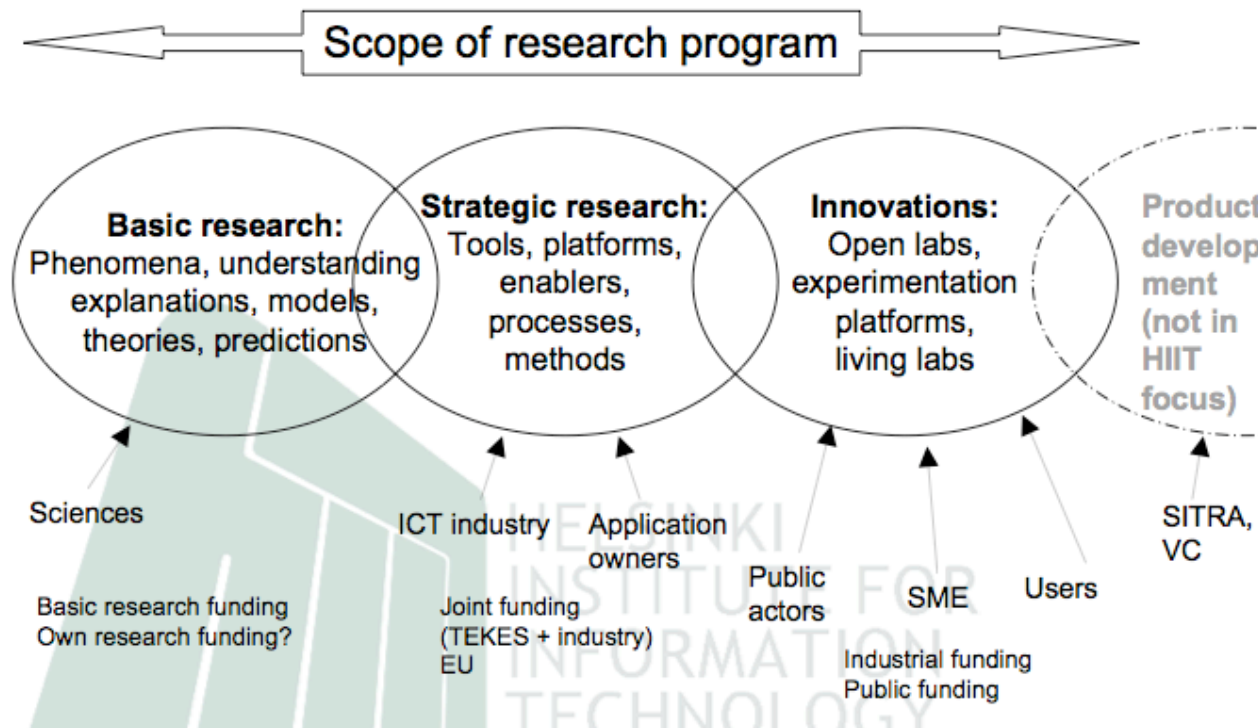 Scope of research program
Basic research:
Phenomena, understanding
explanations, models,
theories, predictions
Strategic research:
Tools, platforms,
enablers,
processes,
methods
Innovations:
Open labs,
experimentation
platforms,
living labs
Product
develop
ment
(not in
HIIT
focus)
Sciences
ICT industry
Application
owners
Public
actors
SME
Users
SITRA,
VC
Basic research funding
Own research funding?
Joint funding
(TEKES + industry)
EU
Industrial funding
Public funding
HELSINKI
INSTITUTE FOR
INFORMATION
TECHNOLOGY